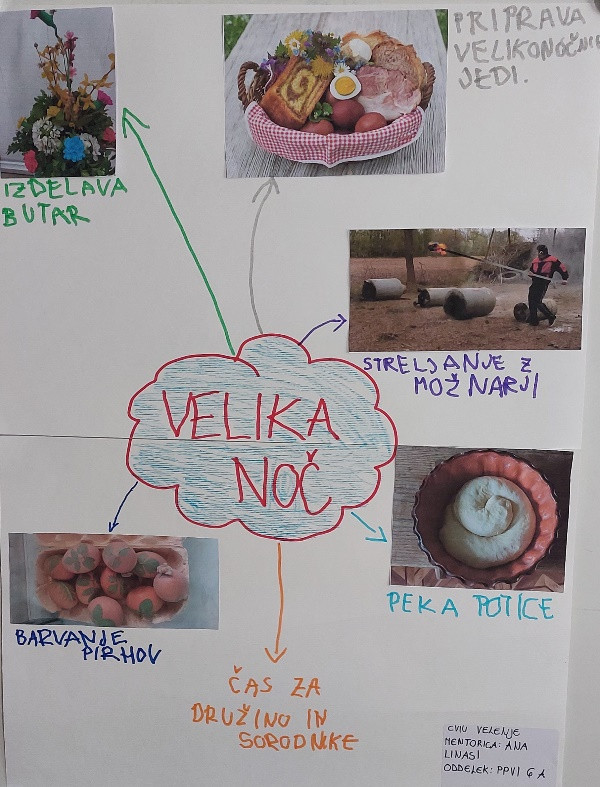 PRIPRAVA
VELIKONOČNIH
JEDI.
IZDELAVA
BUTAR
STRELJANJE Z
MOŽNARJI
VELIKA
NOČ
PEKA POTICE
BARVANJE
PIRHOV
ČAS ZA
DRUŽINO IN
SORODNIKE
CVIU VELENJE
MENTORICA: ANA
LINASI
ODDELEK: PPVI 6 A